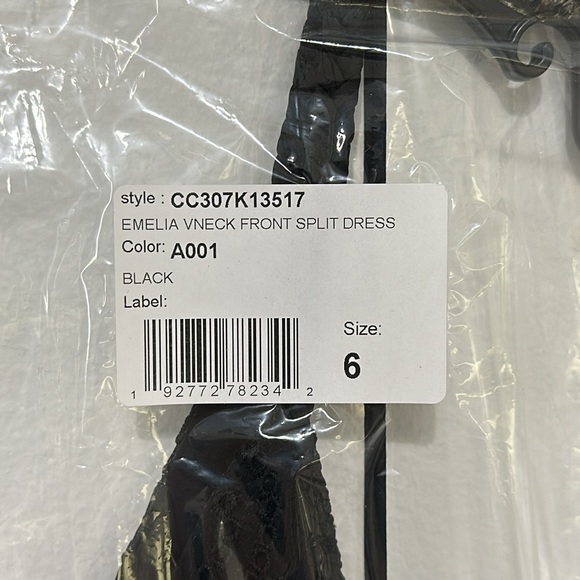 style : CC307K13517
EMELIA VNECK FRONT SPLIT DRESS
Color: A001
BLACK
Label:
Size:
6
1 92772 78234 2